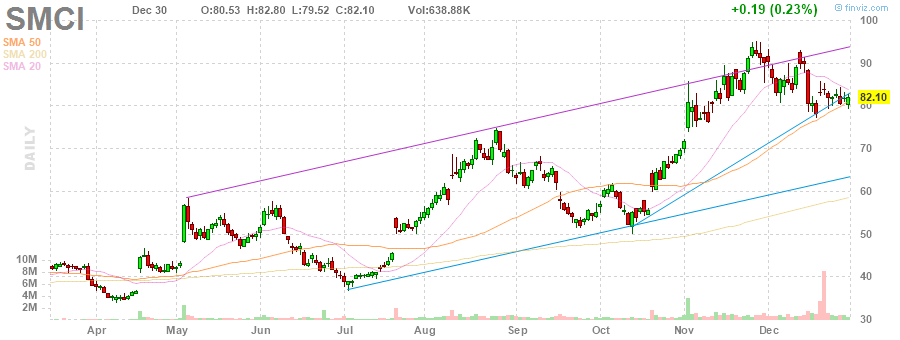 SMCI
Dec 30 O:80.53 H:82.80 L:79.52 C:82.10 Vol:638.88K
+0.19 (0.23%)
finviz.com
SMA 50
SMA 200
SMA 20
DAILY
100
90
82.10
80
70
60
50
40
30
10M
8M
6M
4M
2M
Apr May Jun Jul Aug Sep Oct Nov Dec